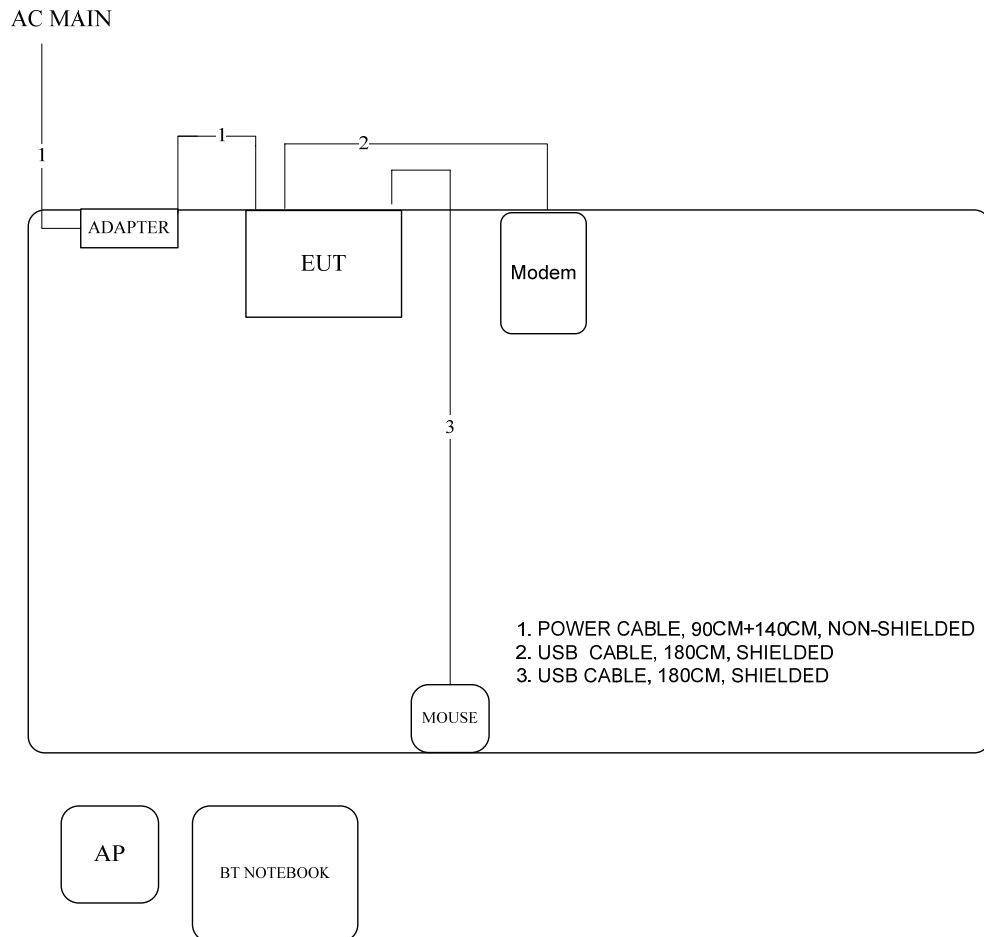 AC MAIN
1
2
1
ADAPTER
EUT
Modem
3
1. POWER CABLE, 90CM+140CM, NON-SHIELDED
2. USB  CABLE, 180CM, SHIELDED
3. USB CABLE, 180CM, SHIELDED
MOUSE
AP
BT NOTEBOOK